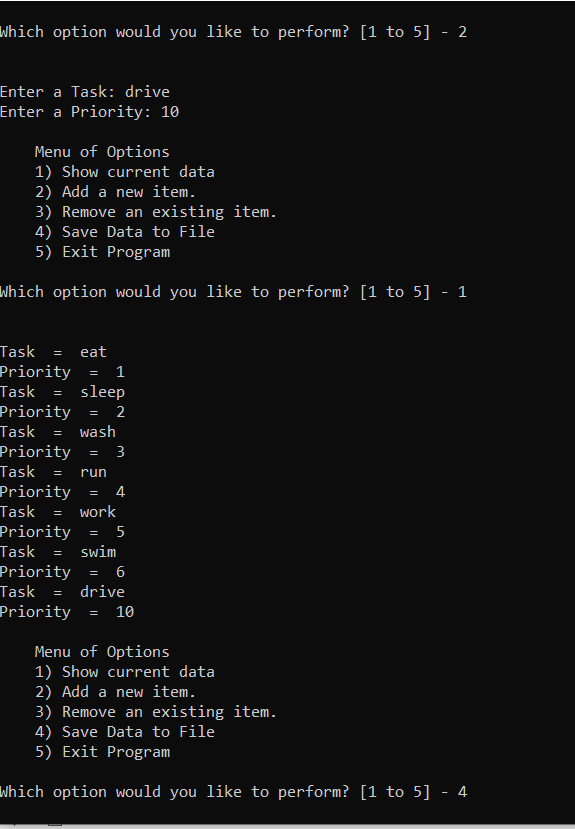 Which option would you like to perform? [1 to 5] - 2
Enter a Task: drive
Enter a Priority: 10
Menu of Options
1) Show current data
2) Add a new item.
3) Remove an existing item.
4) Save Data to File
5) Exit Program
Which option would you like to perform? [1 to 5] - 1
Task  =  eat
Priority  =  1
Task  =  sleep
Priority  =  2
Task  =  wash
Priority  =  3
Task  =  run
Priority  =  4
Task  =  work
Priority  =  5
Task  =  swim
Priority  =  6
Task  =  drive
Priority  =  10
Menu of Options
1) Show current data
2) Add a new item.
3) Remove an existing item.
4) Save Data to File
5) Exit Program
Which option would you like to perform? [1 to 5] - 4